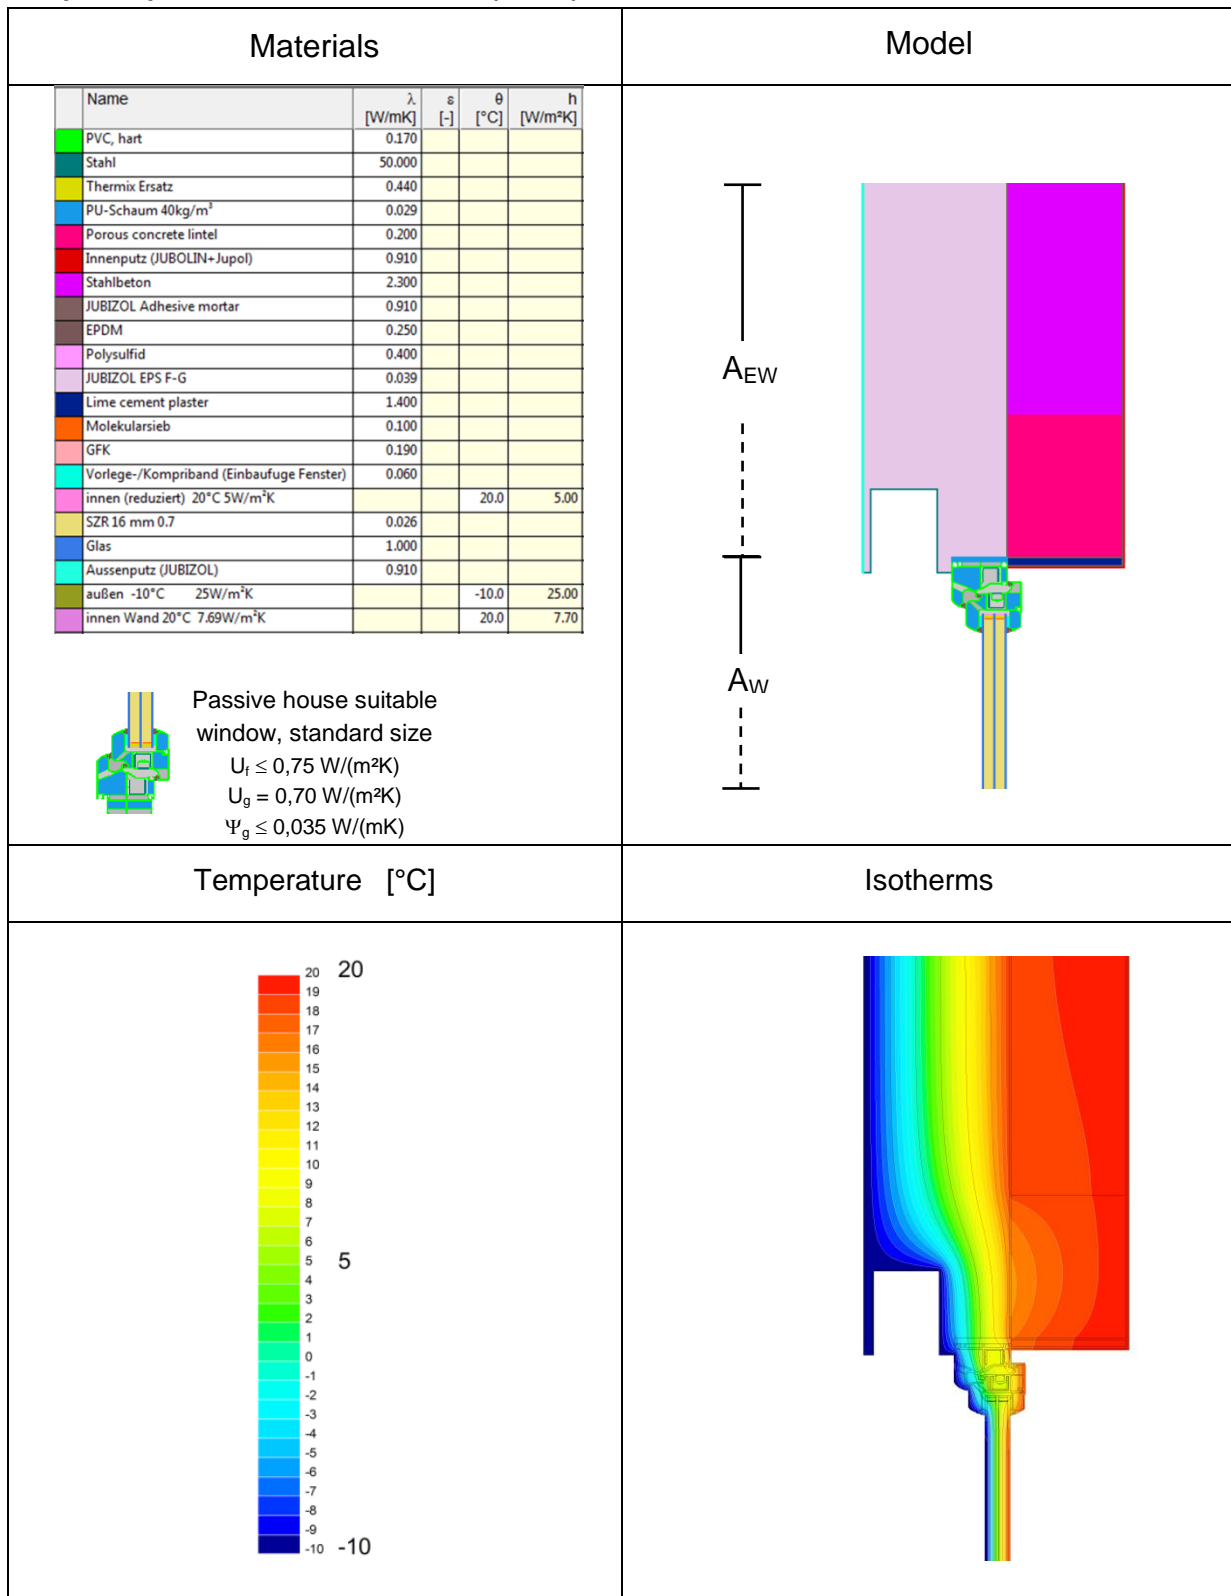 Materials
Model
Name λ ε θ h
[W/mK] [-] [°C] [W/m²K]
PVC, hart 0.170
Stahl 50.000
Thermix Ersatz 0.440
PU-Schaum 40kg/m³ 0.029
Porous concrete lintel 0.200
Innenputz (JUBOLIN+Jupol) 0.910
Stahlbeton 2.300
JUBIZOL Adhesive mortar 0.910
EPDM 0.250
Polysulfid 0.400
JUBIZOL EPS F-G 0.039
Lime cement plaster 1.400
Molekularsieb 0.100
GFK 0.190
Vorlege-/Kompriband (Einbaufuge Fenster) 0.060
innen (reduziert) 20°C 5W/m²K 20.0 5.00
SZR 16 mm 0.7 0.026
Glas 1.000
Aussenputz (JUBIZOL) 0.910
außen -10°C 25W/m²K -10.0 25.00
innen Wand 20°C 7.69W/m²K 20.0 7.70
Passive house suitable
window, standard size
U_f ≤ 0,75 W/(m²K)
U_g = 0,70 W/(m²K)
Ψ_g ≤ 0,035 W/(mK)
A_EW
A_W
Temperature [°C]
Isotherms
20 20
19
18
17
16
15
14
13
12
11
10
9
8
7
6
5 5
4
3
2
1
0
-1
-2
-3
-4
-5
-6
-7
-8
-9
-10 -10